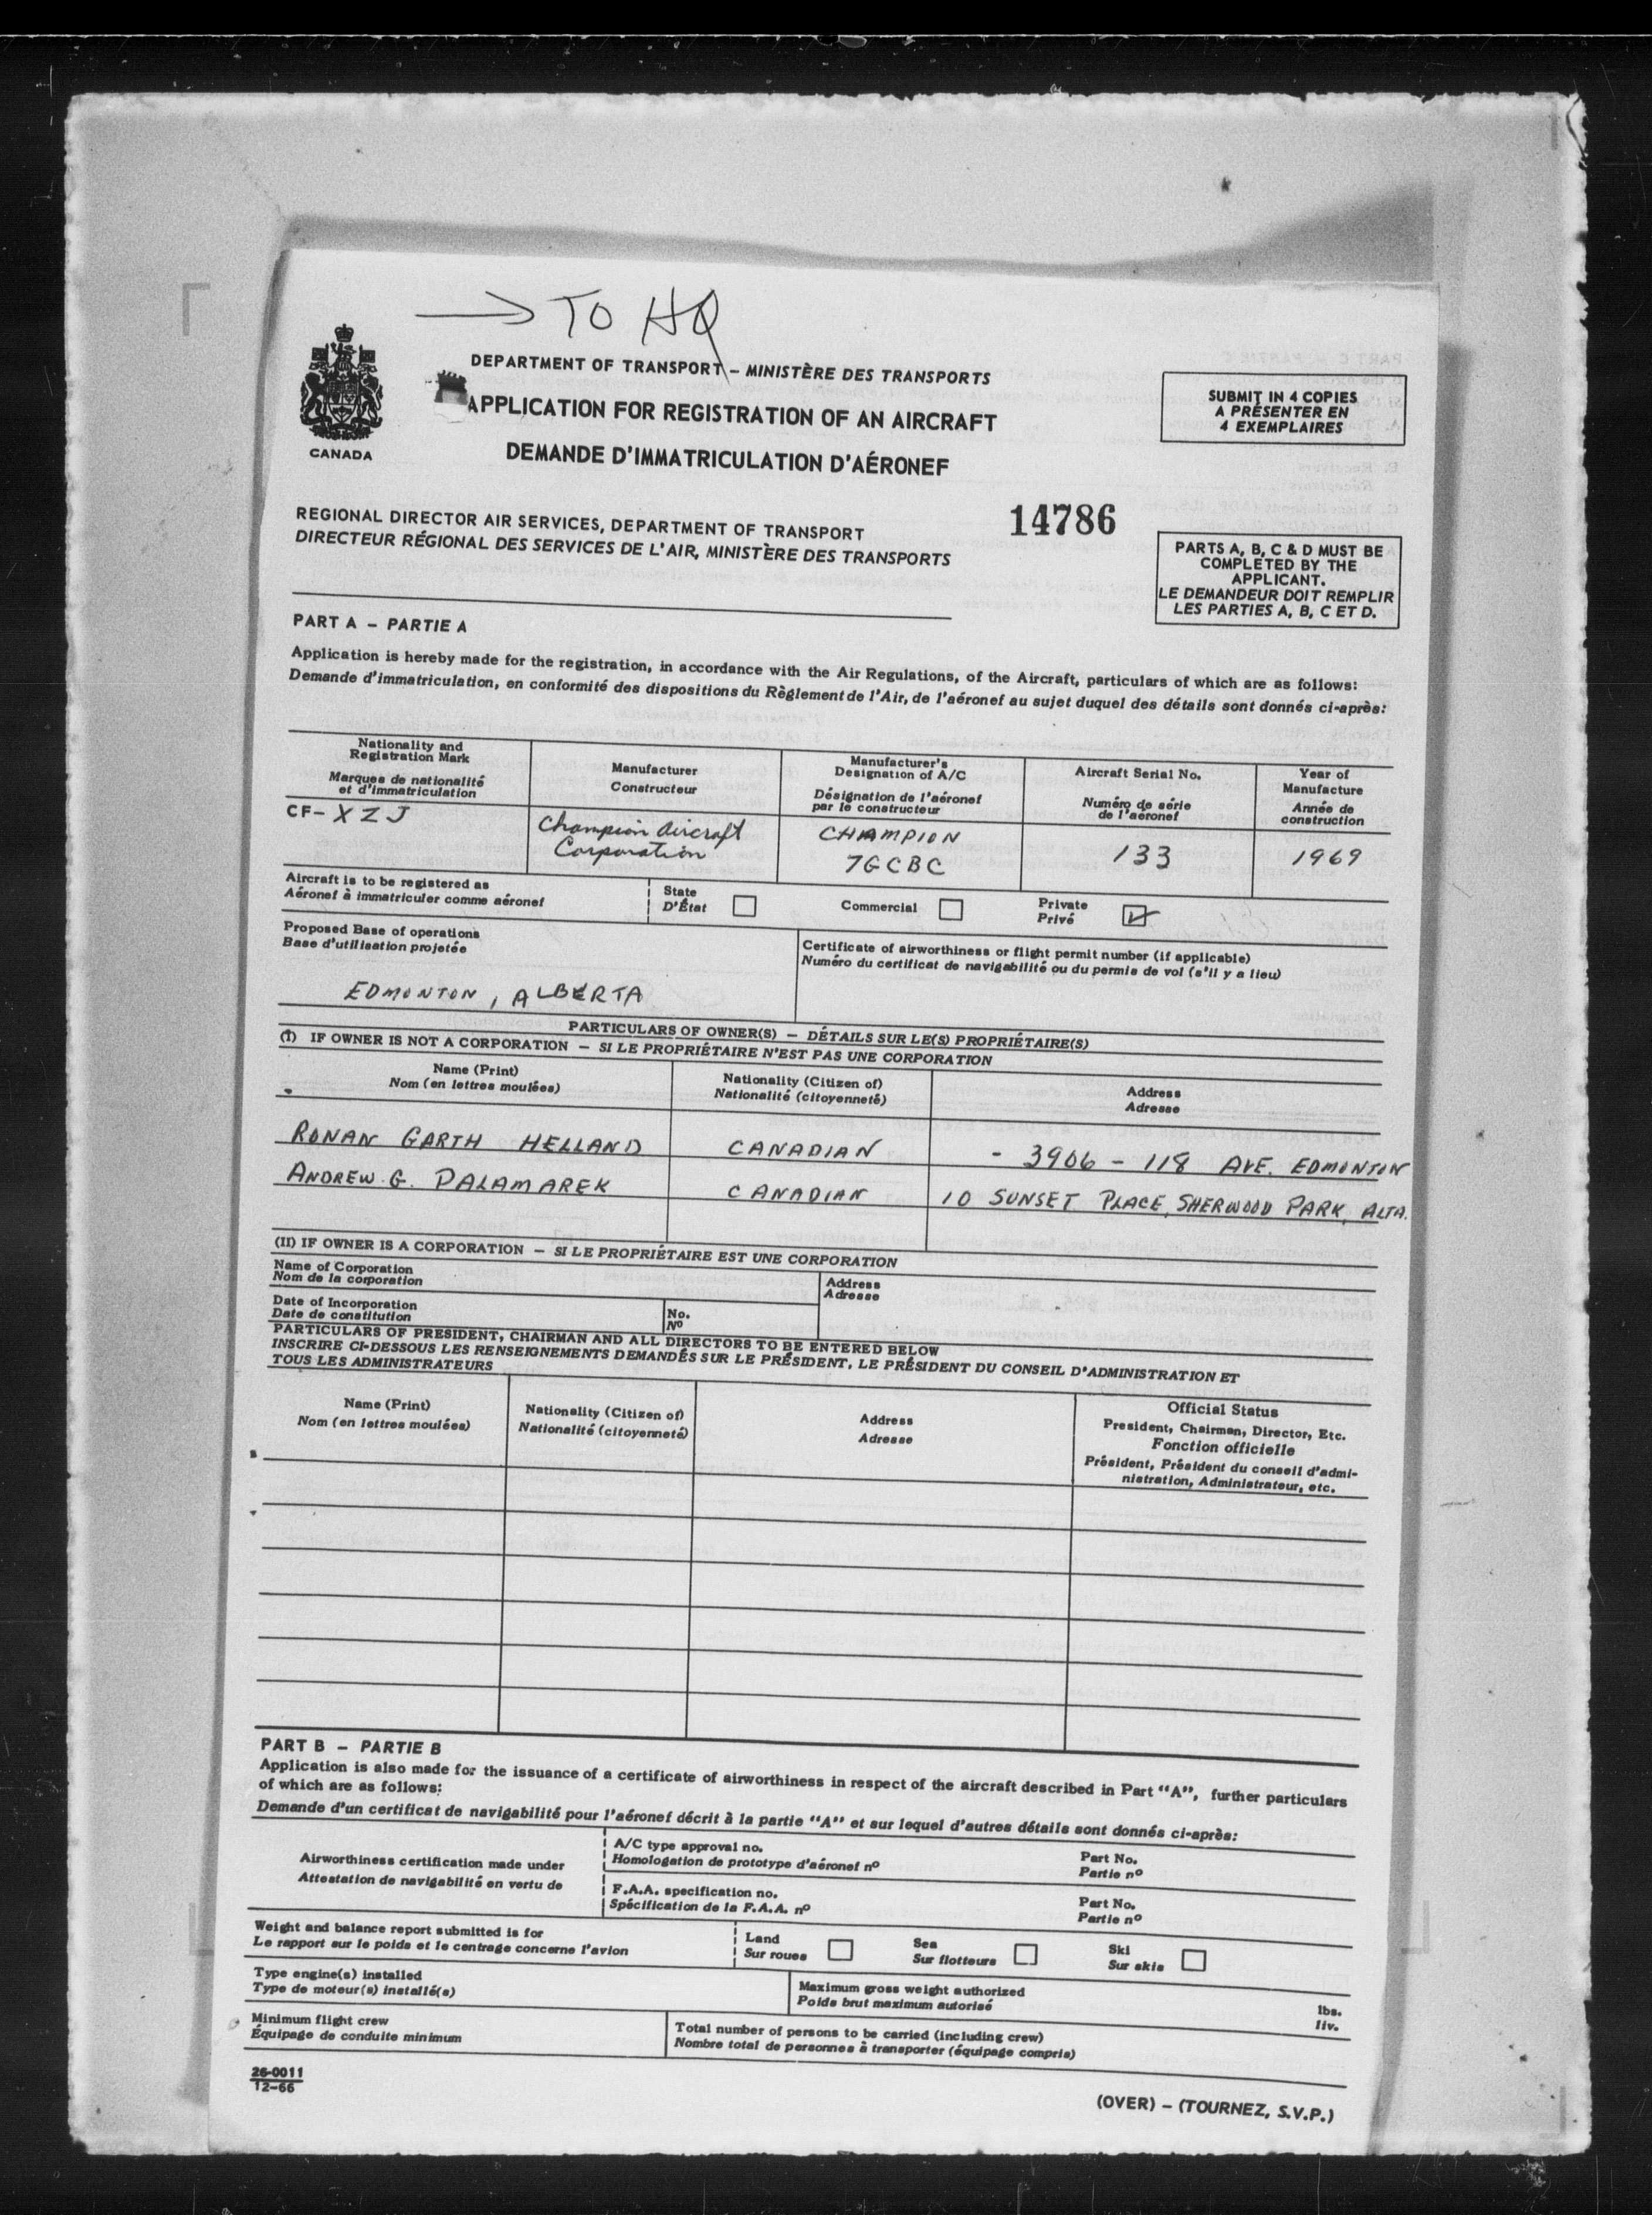 → TO HQ
DEPARTMENT OF TRANSPORT – MINISTÈRE DES TRANSPORTS
APPLICATION FOR REGISTRATION OF AN AIRCRAFT
DEMANDE D'IMMATRICULATION D'AÉRONEF
CANADA
SUBMIT IN 4 COPIES
A PRÉSENTER EN
4 EXEMPLAIRES
REGIONAL DIRECTOR AIR SERVICES, DEPARTMENT OF TRANSPORT
DIRECTEUR RÉGIONAL DES SERVICES DE L'AIR, MINISTÈRE DES TRANSPORTS
14786
PARTS A, B, C & D MUST BE
COMPLETED BY THE
APPLICANT.
LE DEMANDEUR DOIT REMPLIR
LES PARTIES A, B, C ET D.
PART A – PARTIE A
Application is hereby made for the registration, in accordance with the Air Regulations, of the Aircraft, particulars of which are as follows:
Demande d'immatriculation, en conformité des dispositions du Règlement de l'Air, de l'aéronef au sujet duquel des détails sont donnés ci-après:
Nationality and
Registration Mark
Marques de nationalité
et d'immatriculation
Manufacturer
Constructeur
Manufacturer's
Designation of A/C
Désignation de l'aéronef
par le constructeur
Aircraft Serial No.
Numéro de série
de l'aéronef
Year of
Manufacture
Année de
construction
CF- X Z J
Champion Aircraft
Corporation
CHAMPION
7GCBC
133
1969
Aircraft is to be registered as
Aéronef à immatriculer comme aéronef
State
D'État
Commercial
Private
Privé
Proposed Base of operations
Base d'utilisation projetée
EDMONTON, ALBERTA
Certificate of airworthiness or flight permit number (if applicable)
Numéro du certificat de navigabilité ou du permis de vol (s'il y a lieu)
PARTICULARS OF OWNER(S) – DÉTAILS SUR LE(S) PROPRIÉTAIRE(S)
(I) IF OWNER IS NOT A CORPORATION – SI LE PROPRIÉTAIRE N'EST PAS UNE CORPORATION
Name (Print)
Nom (en lettres moulées)
Nationality (Citizen of)
Nationalité (citoyenneté)
Address
Adresse
RONAN GARTH HELLAND CANADIAN - 3906 - 118 AVE. EDMONTON
ANDREW G. PALAMAREK CANADIAN 10 SUNSET PLACE, SHERWOOD PARK, ALTA.
(II) IF OWNER IS A CORPORATION – SI LE PROPRIÉTAIRE EST UNE CORPORATION
Name of Corporation
Nom de la corporation
Address
Adresse
Date of Incorporation
Date de constitution
No.
Nº
PARTICULARS OF PRESIDENT, CHAIRMAN AND ALL DIRECTORS TO BE ENTERED BELOW
INSCRIRE CI-DESSOUS LES RENSEIGNEMENTS DEMANDÉS SUR LE PRÉSIDENT, LE PRÉSIDENT DU CONSEIL D'ADMINISTRATION ET
TOUS LES ADMINISTRATEURS
Name (Print)
Nom (en lettres moulées)
Nationality (Citizen of)
Nationalité (citoyenneté)
Address
Adresse
Official Status
President, Chairman, Director, Etc.
Fonction officielle
Président, Président du conseil d'admi-
nistration, Administrateur, etc.
PART B – PARTIE B
Application is also made for the issuance of a certificate of airworthiness in respect of the aircraft described in Part "A", further particulars
of which are as follows:
Demande d'un certificat de navigabilité pour l'aéronef décrit à la partie "A" et sur lequel d'autres détails sont donnés ci-après:
Airworthiness certification made under
Attestation de navigabilité en vertu de
A/C type approval no.
Homologation de prototype d'aéronef nº
Part No.
Partie nº
F.A.A. specification no.
Spécification de la F.A.A. nº
Part No.
Partie nº
Weight and balance report submitted is for
Le rapport sur le poids et le centrage concerne l'avion
Land
Sur roues
Sea
Sur flotteurs
Ski
Sur skis
Type engine(s) installed
Type de moteur(s) installé(s)
Maximum gross weight authorized
Poids brut maximum autorisé
lbs.
liv.
Minimum flight crew
Équipage de conduite minimum
Total number of persons to be carried (including crew)
Nombre total de personnes à transporter (équipage compris)
26-0011
12-66
(OVER) – (TOURNEZ, S.V.P.)